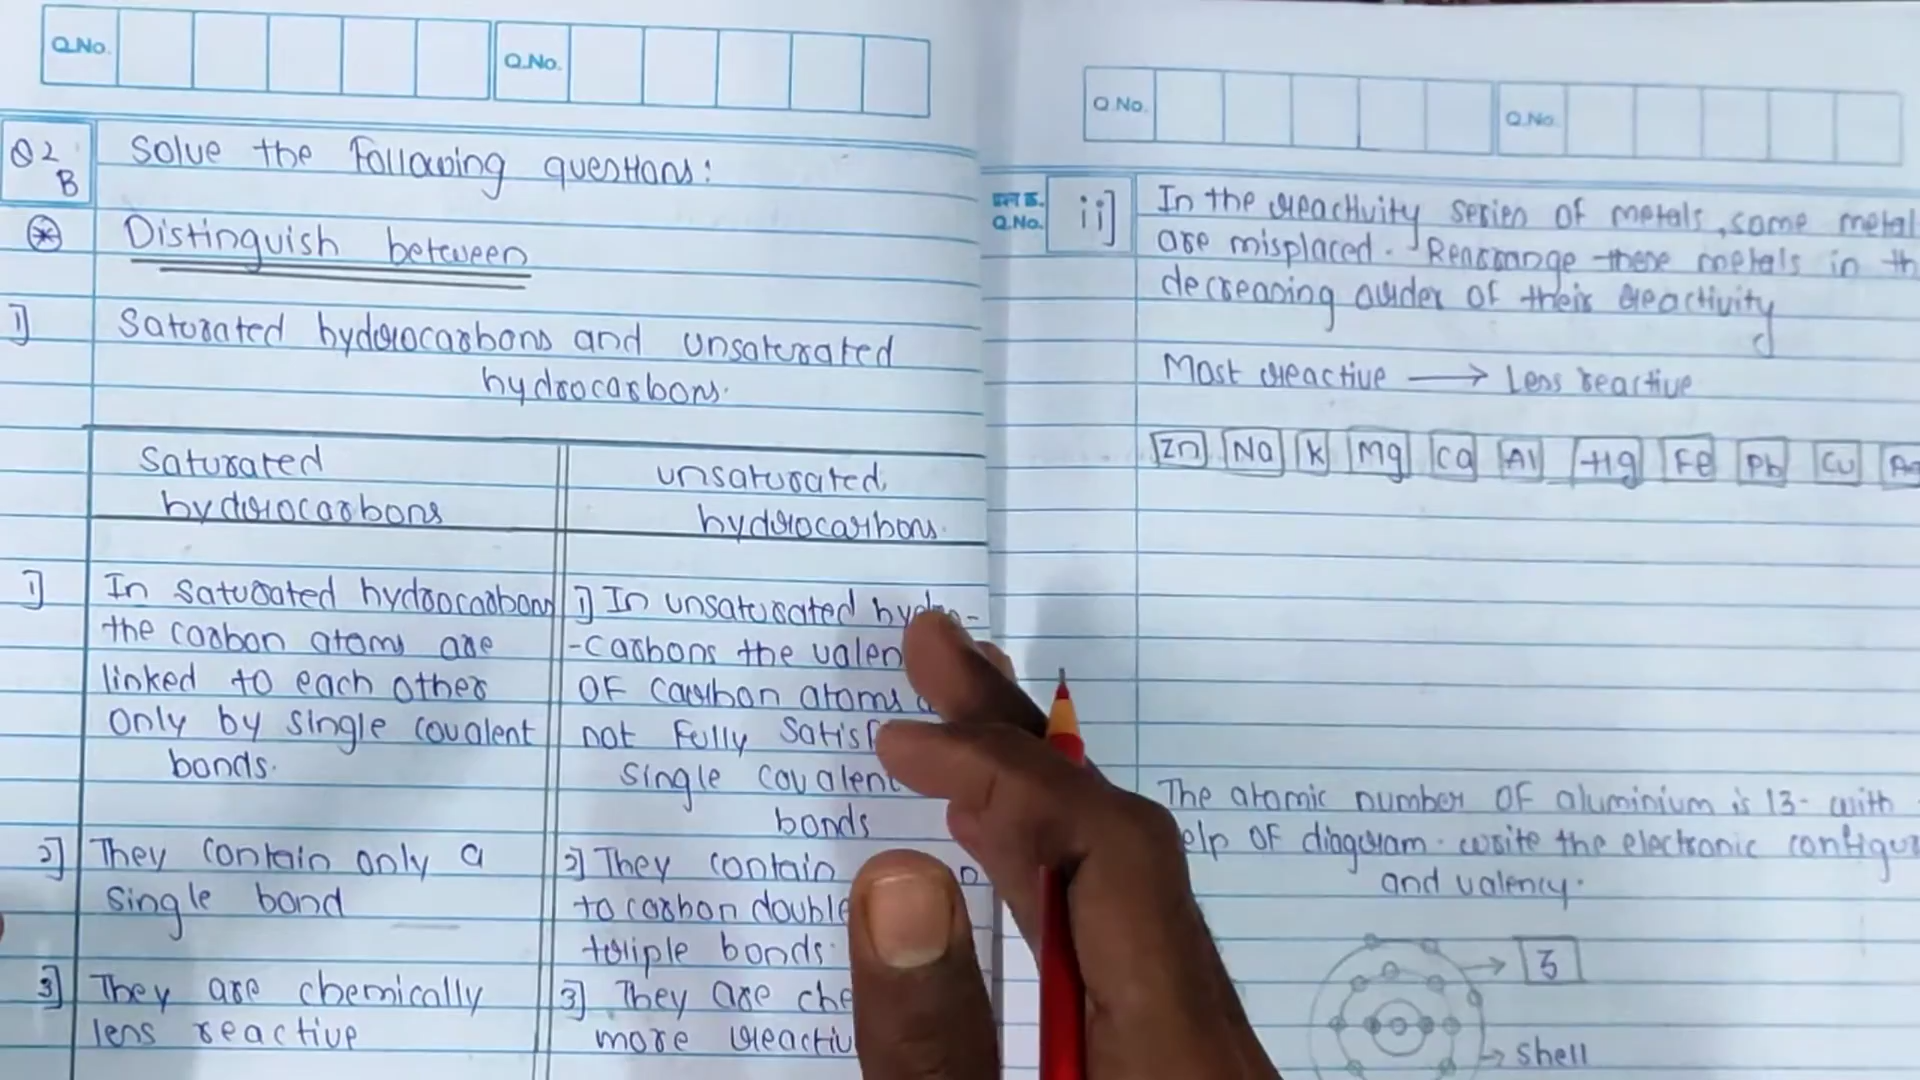 Q.No. Q.No.
Q2 B
Solve the Following questions:
Distinguish between
1] Saturated hydrocarbons and unsaturated
hydrocarbons.
Saturated
hydrocarbons
unsaturated
hydrocarbons.
1] In saturated hydrocarbons
the carbon atoms are
linked to each other
only by single covalent
bonds.
1] In unsaturated hydro-
-carbons the valen
of carbon atoms
not fully satisf
single covalent
bonds
2] They contain only a
single bond
2] They contain
to carbon double
triple bonds.
3] They are chemically
less reactive
3] They are che
more reactiv
Q.No. Q.No.
प्रश्न क्र.
Q.No.
ii] In the reactivity series of metals, some metal
are misplaced. Rearrange these metals in th
decreasing order of their reactivity
Most reactive → Less reactive
Zn Na K Mg Ca Al Hg Fe Pb Cu
The atomic number of aluminium is 13. with
elp of diagram. write the electronic configur
and valency.
3
shell